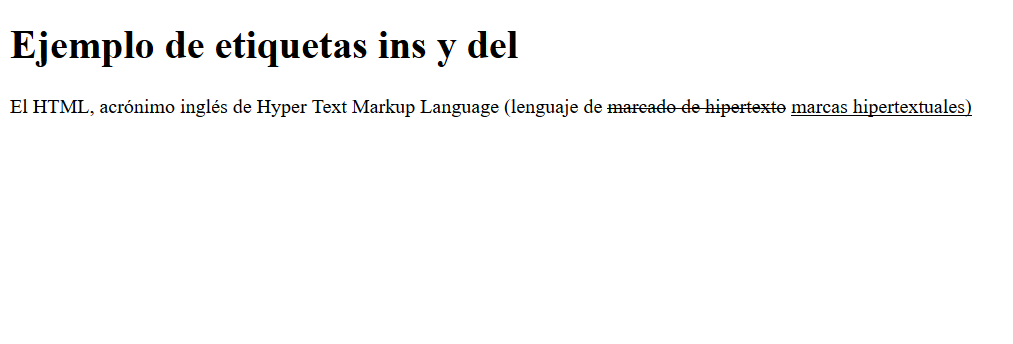 Ejemplo de etiquetas ins y del
El HTML, acrónimo inglés de Hyper Text Markup Language (lenguaje de marcado de hipertexto marcas hipertextuales)